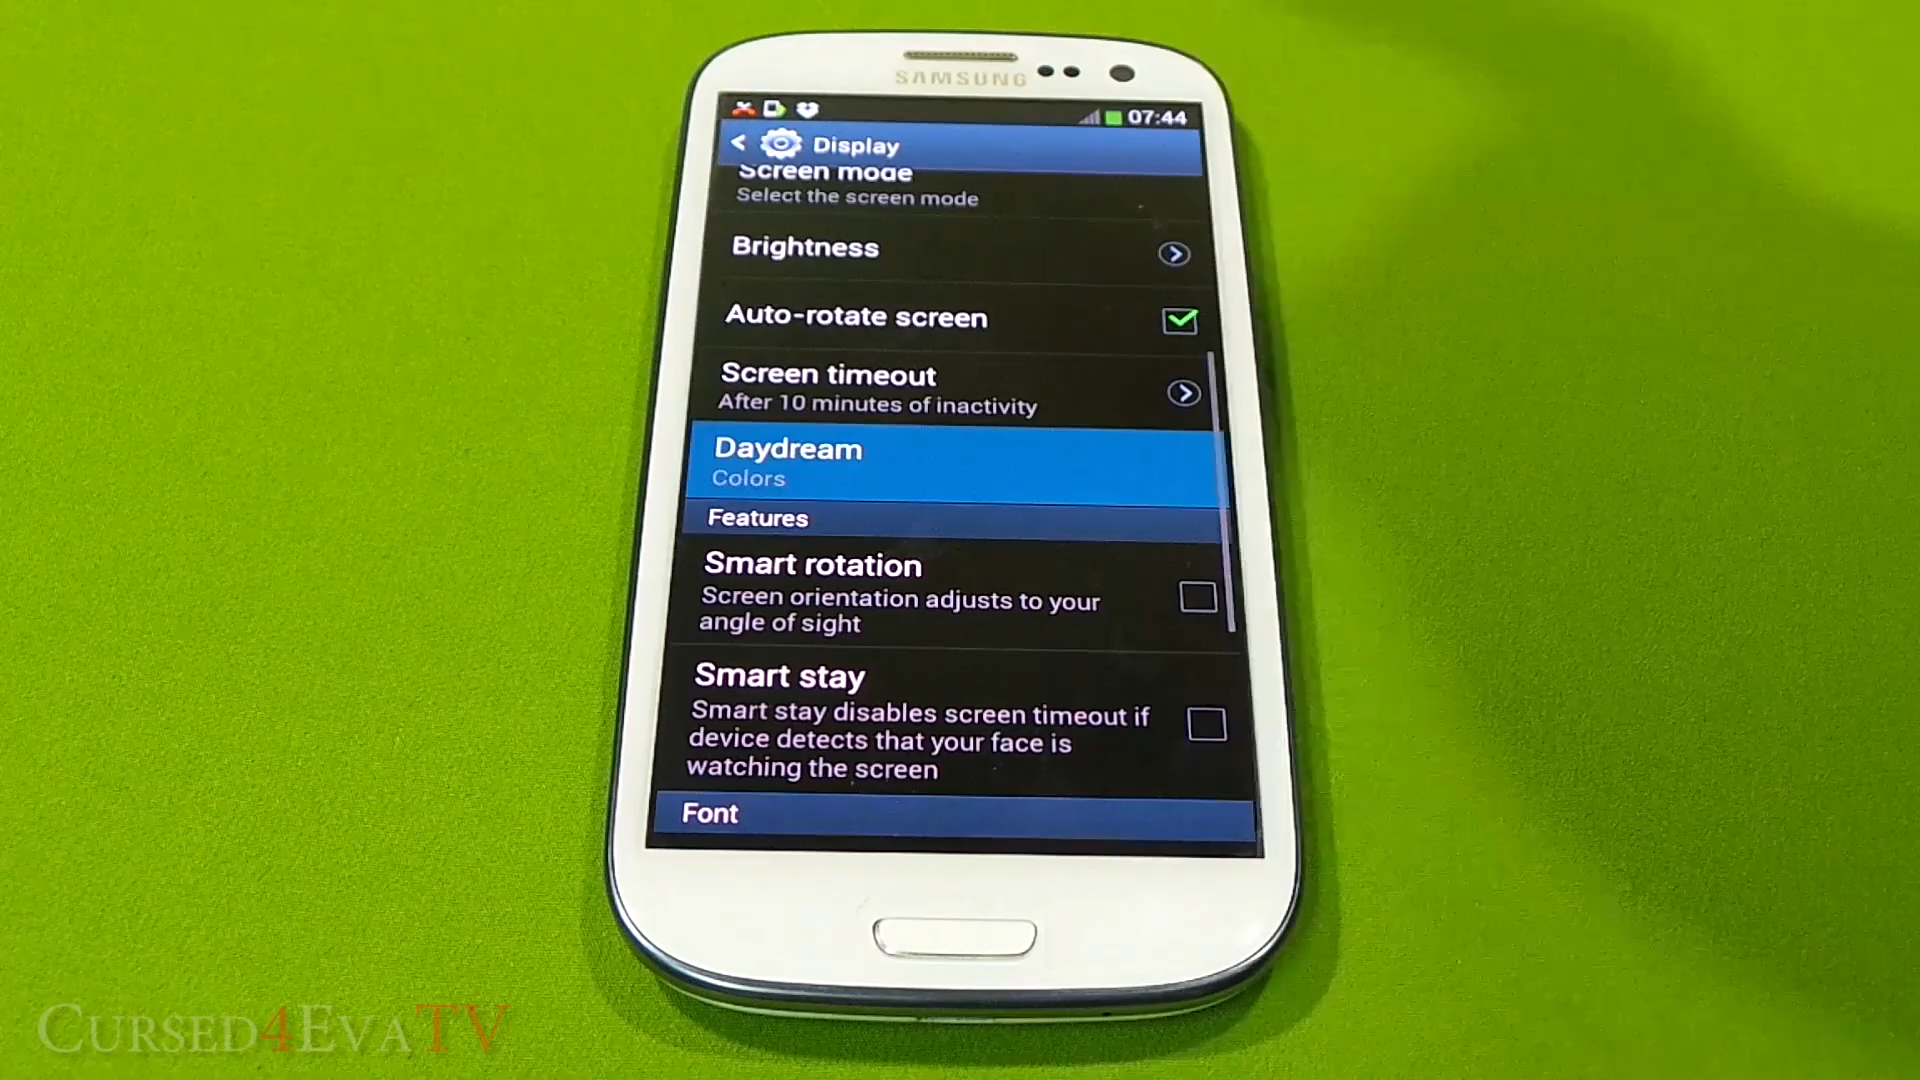 SAMSUNG
07:44
Display
Screen mode
Select the screen mode
Brightness
Auto-rotate screen
Screen timeout
After 10 minutes of inactivity
Daydream
Colors
Features
Smart rotation
Screen orientation adjusts to your
angle of sight
Smart stay
Smart stay disables screen timeout if
device detects that your face is
watching the screen
Font
CURSED4EVATV